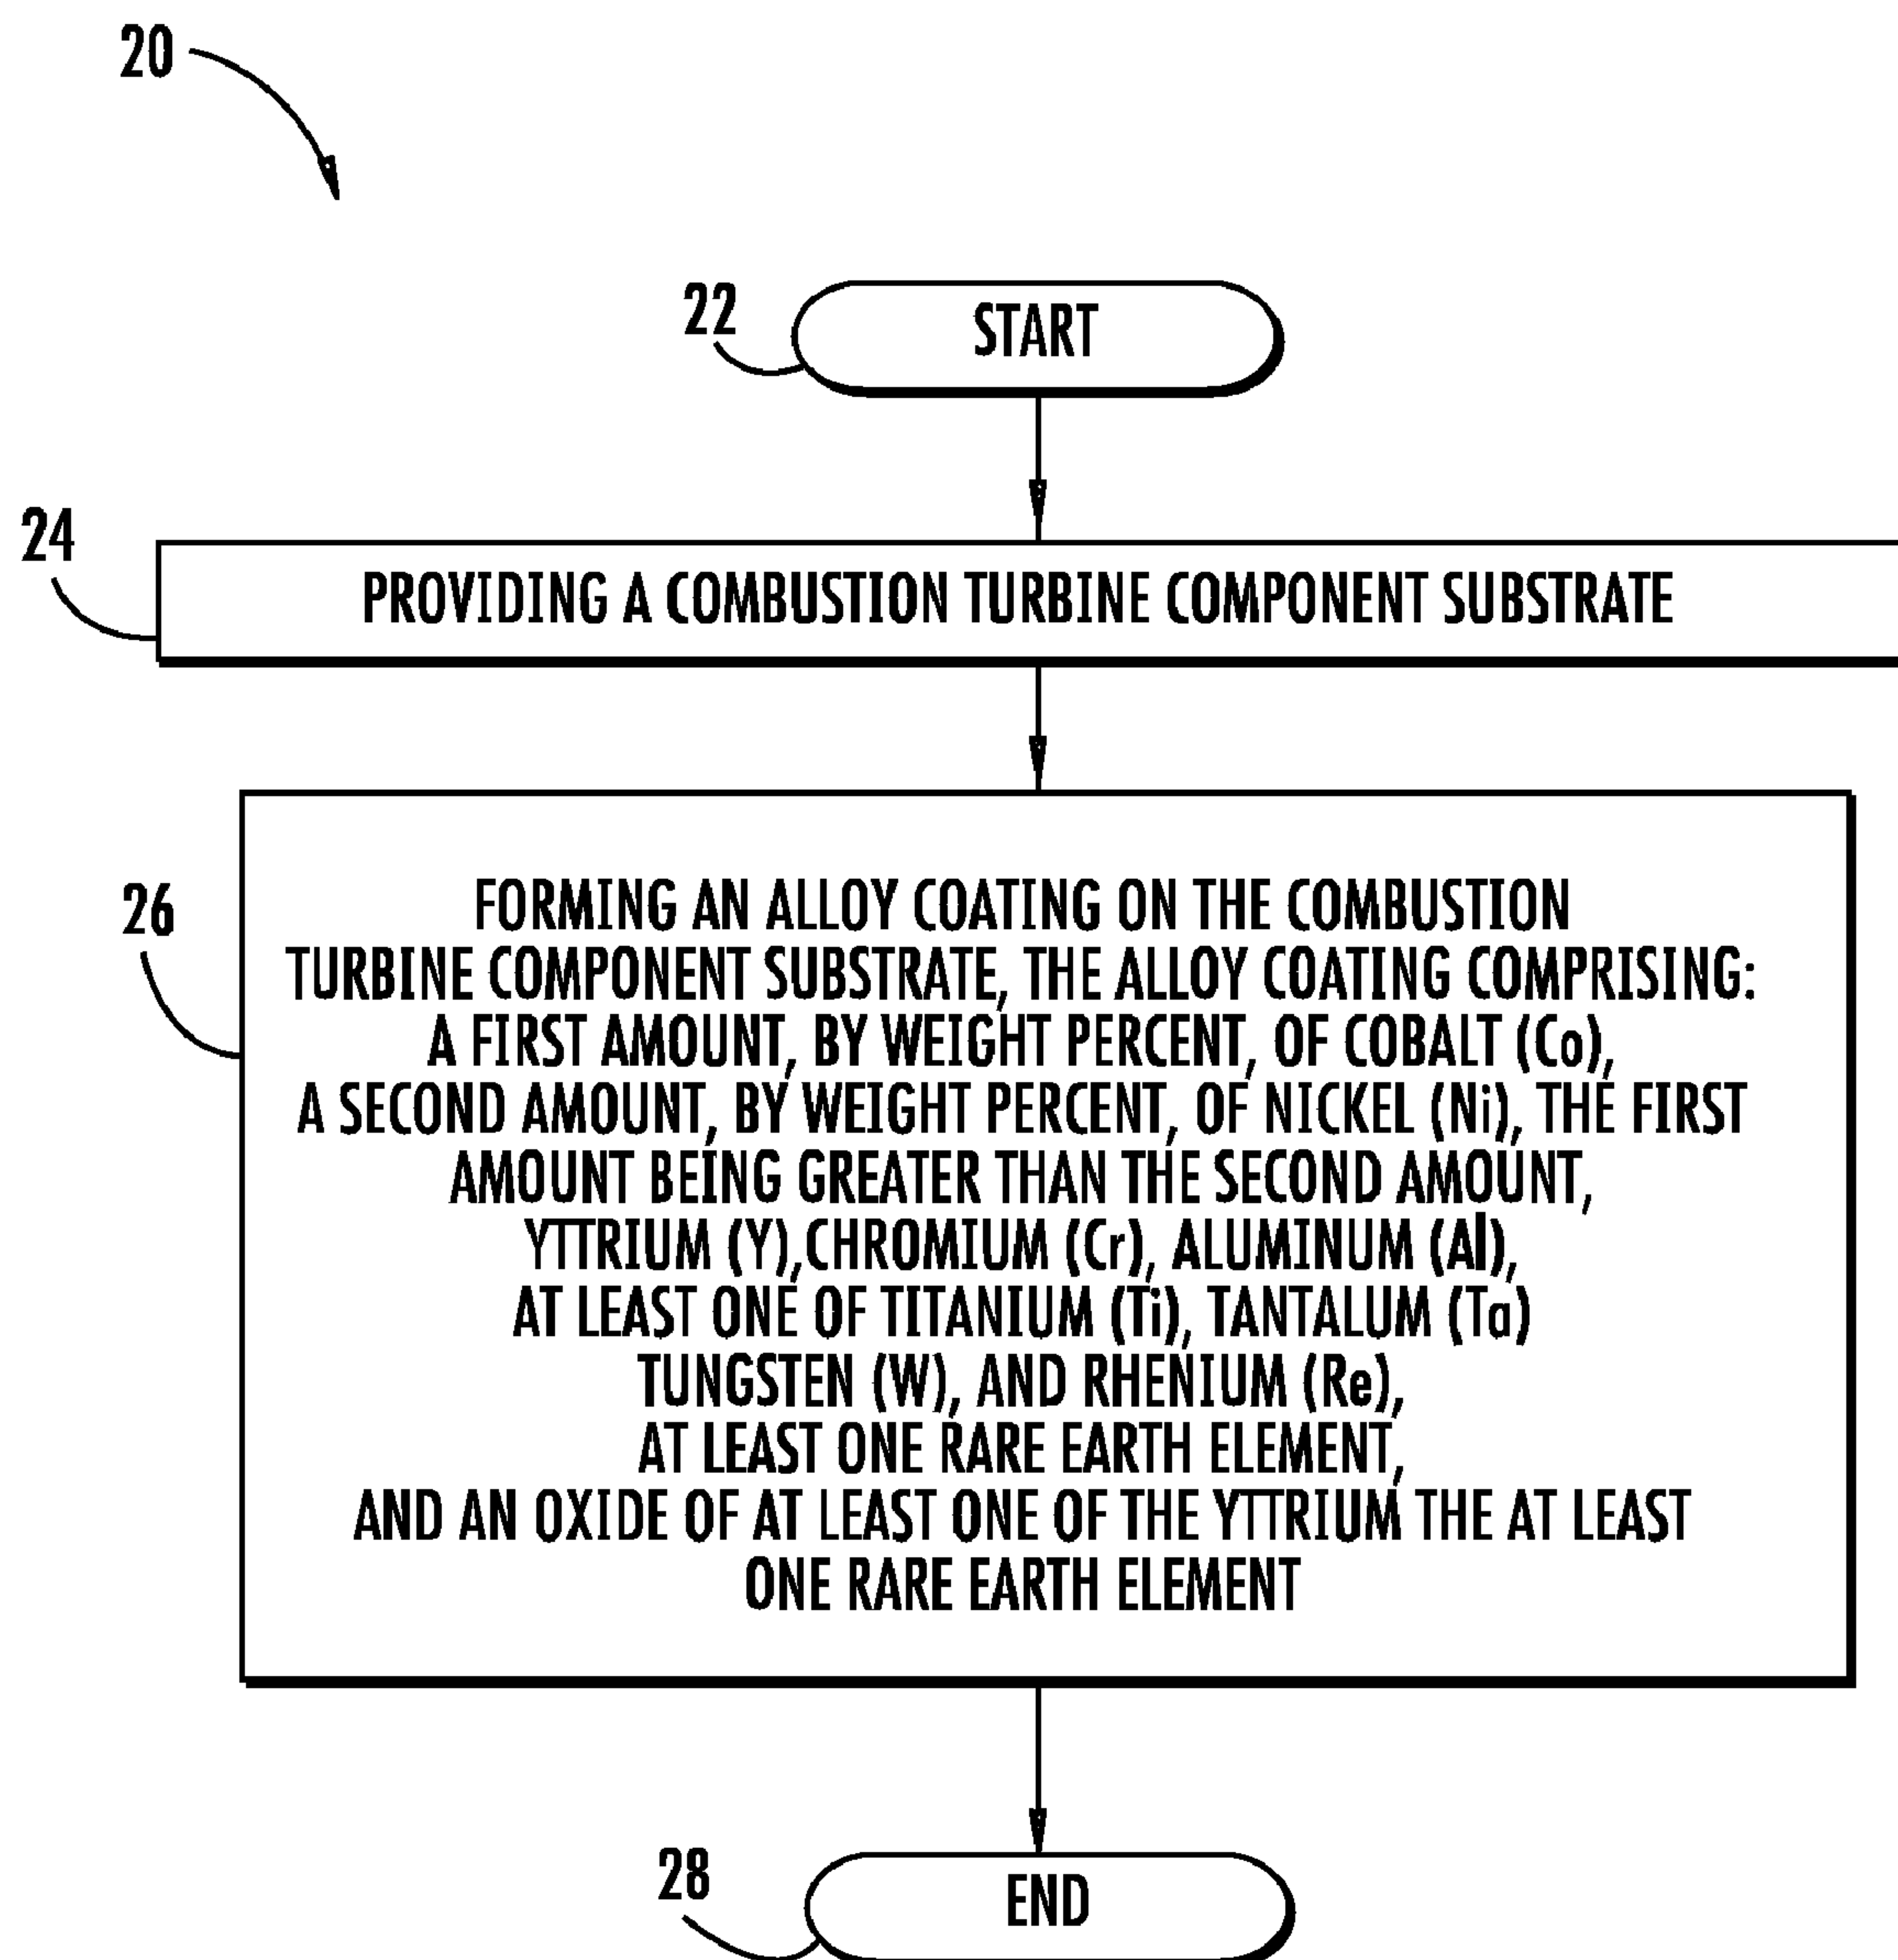 20
22
START
24
PROVIDING A COMBUSTION TURBINE COMPONENT SUBSTRATE
26
FORMING AN ALLOY COATING ON THE COMBUSTION
TURBINE COMPONENT SUBSTRATE, THE ALLOY COATING COMPRISING:
A FIRST AMOUNT, BY WEIGHT PERCENT, OF COBALT (Co),
A SECOND AMOUNT, BY WEIGHT PERCENT, OF NICKEL (Ni), THE FIRST
AMOUNT BEING GREATER THAN THE SECOND AMOUNT,
YTTRIUM (Y),CHROMIUM (Cr), ALUMINUM (Al),
AT LEAST ONE OF TITANIUM (Ti), TANTALUM (Ta)
TUNGSTEN (W), AND RHENIUM (Re),
AT LEAST ONE RARE EARTH ELEMENT,
AND AN OXIDE OF AT LEAST ONE OF THE YTTRIUM THE AT LEAST
ONE RARE EARTH ELEMENT
28
END